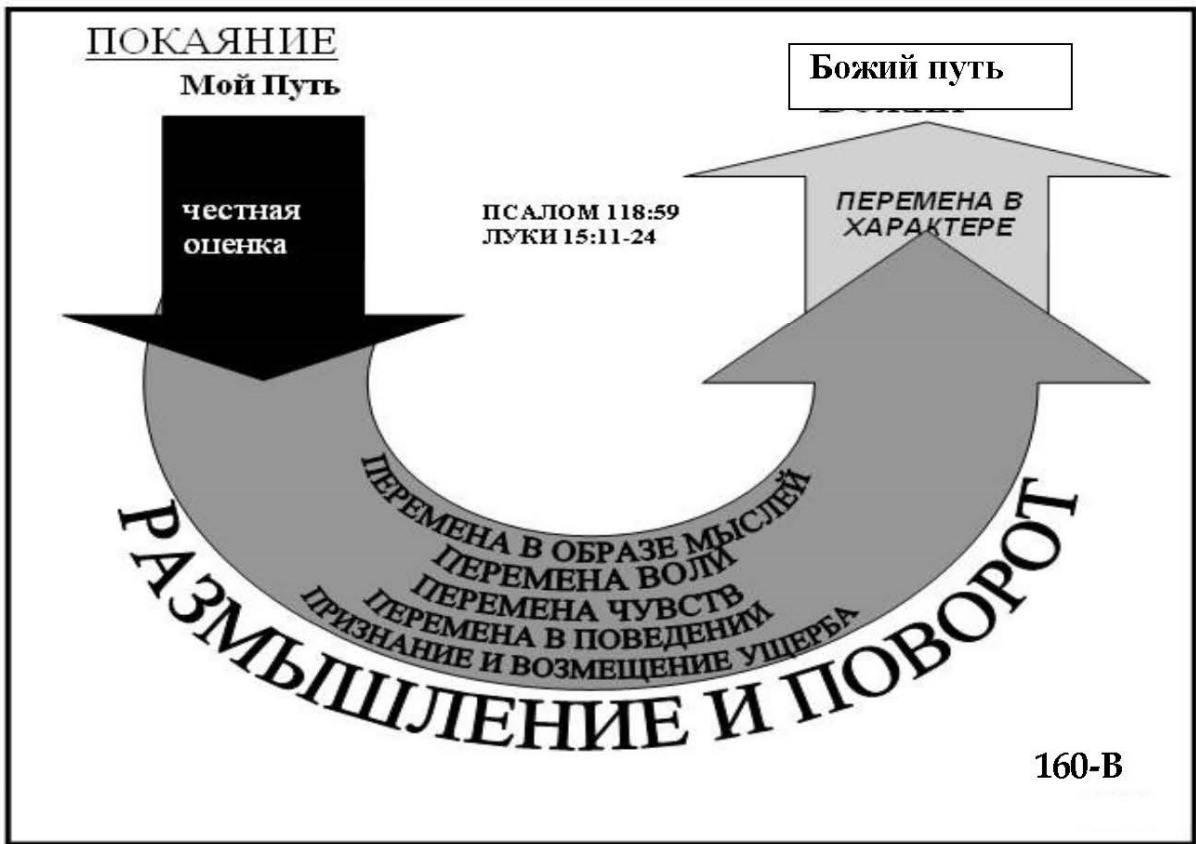 ПОКАЯНИЕ
Мой Путь
Божий путь
честная
оценка
ПСАЛОМ 118:59
ЛУКИ 15:11-24
ПЕРЕМЕНА В
ХАРАКТЕРЕ
ПЕРЕМЕНА В ОБРАЗЕ МЫСЛЕЙ
ПЕРЕМЕНА ВОЛИ
ПЕРЕМЕНА ЧУВСТВ
ПЕРЕМЕНА В ПОВЕДЕНИИ
ПРИЗНАНИЕ И ВОЗМЕЩЕНИЕ УЩЕРБА
РАЗМЫШЛЕНИЕ И ПОВОРОТ
160-В